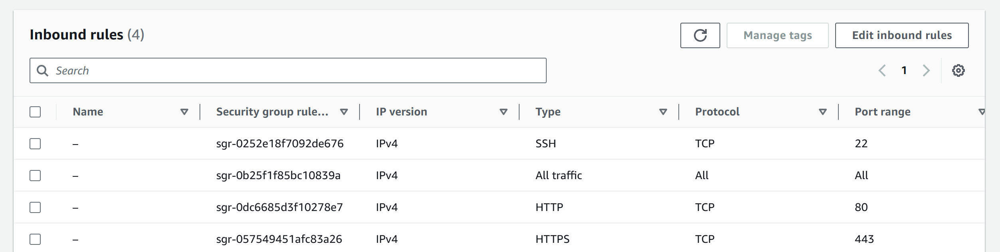 Inbound rules (4)
Manage tags
Edit inbound rules
Search
1
Name Security group rule... IP version Type Protocol Port range
– sgr-0252e18f7092de676 IPv4 SSH TCP 22
– sgr-0b25f1f85bc10839a IPv4 All traffic All All
– sgr-0dc6685d3f10278e7 IPv4 HTTP TCP 80
– sgr-057549451afc83a26 IPv4 HTTPS TCP 443